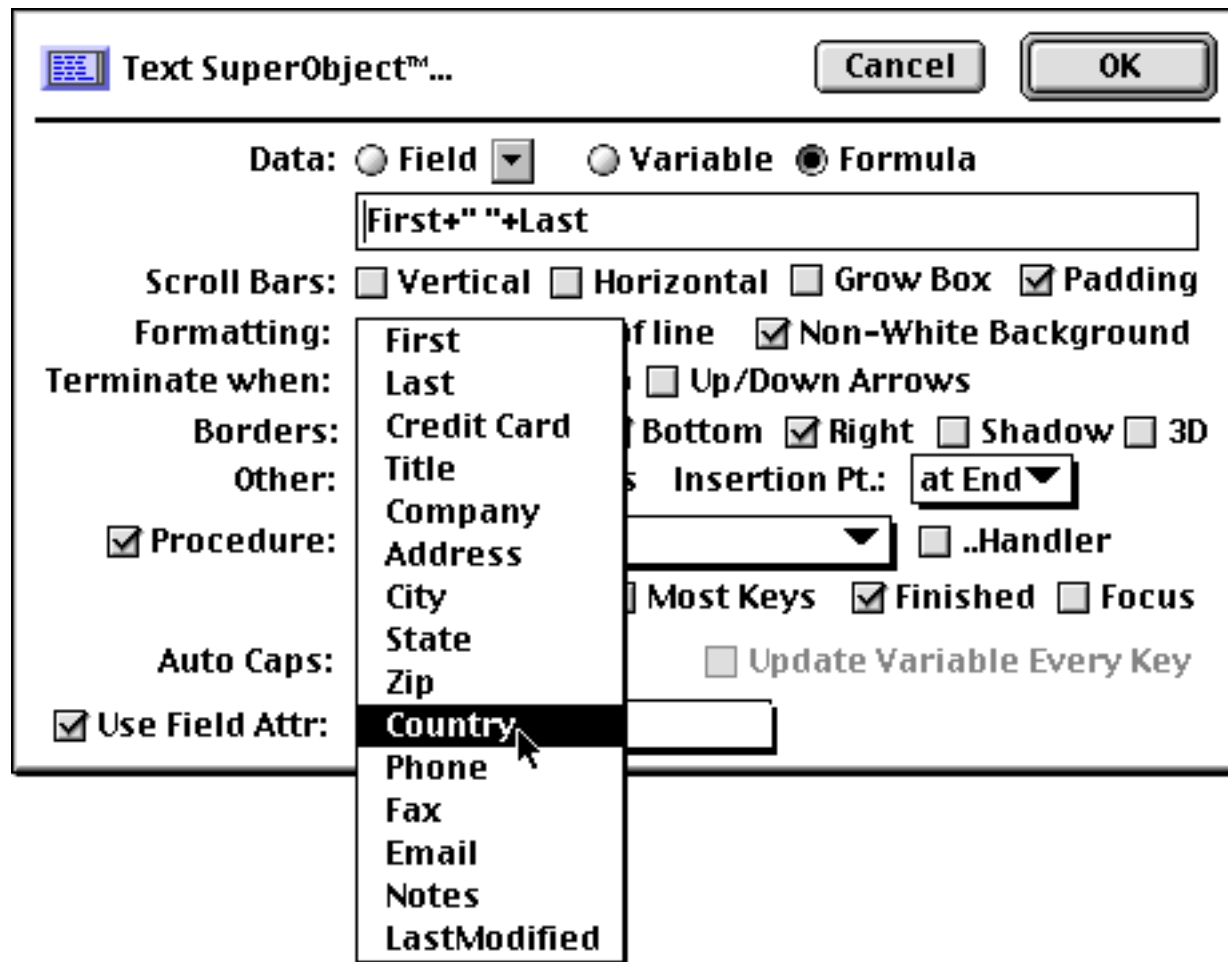 Text SuperObject™... Cancel OK
Data: Field Variable Formula
First+" "+Last
Scroll Bars: Vertical Horizontal Grow Box Padding
Formatting: f line Non-White Background
Terminate when: Up/Down Arrows
Borders: Bottom Right Shadow 3D
Other: s Insertion Pt.: at End
Procedure: ..Handler
Most Keys Finished Focus
Auto Caps: Update Variable Every Key
Use Field Attr:
First
Last
Credit Card
Title
Company
Address
City
State
Zip
Country
Phone
Fax
Email
Notes
LastModified